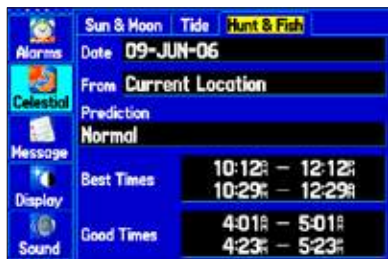 Sun & Moon Tide Hunt & Fish
Alarms
Date 09-JUN-06
From Current Location
Celestial
Prediction
Normal
Message
Best Times
10:12 — 12:12
10:29 — 12:29
Display
Good Times
4:01 — 5:01
4:23 — 5:23
Sound